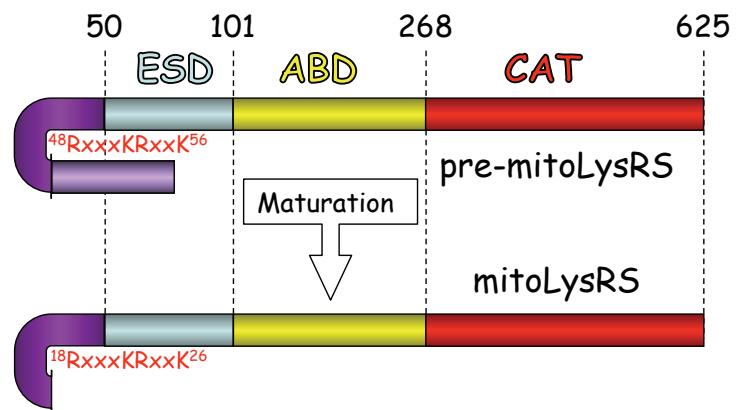 50 101 268 625
ESD ABD CAT
⁴⁸RxxxKRxxK⁵⁶
pre-mitoLysRS
Maturation
mitoLysRS
¹⁸RxxxKRxxK²⁶